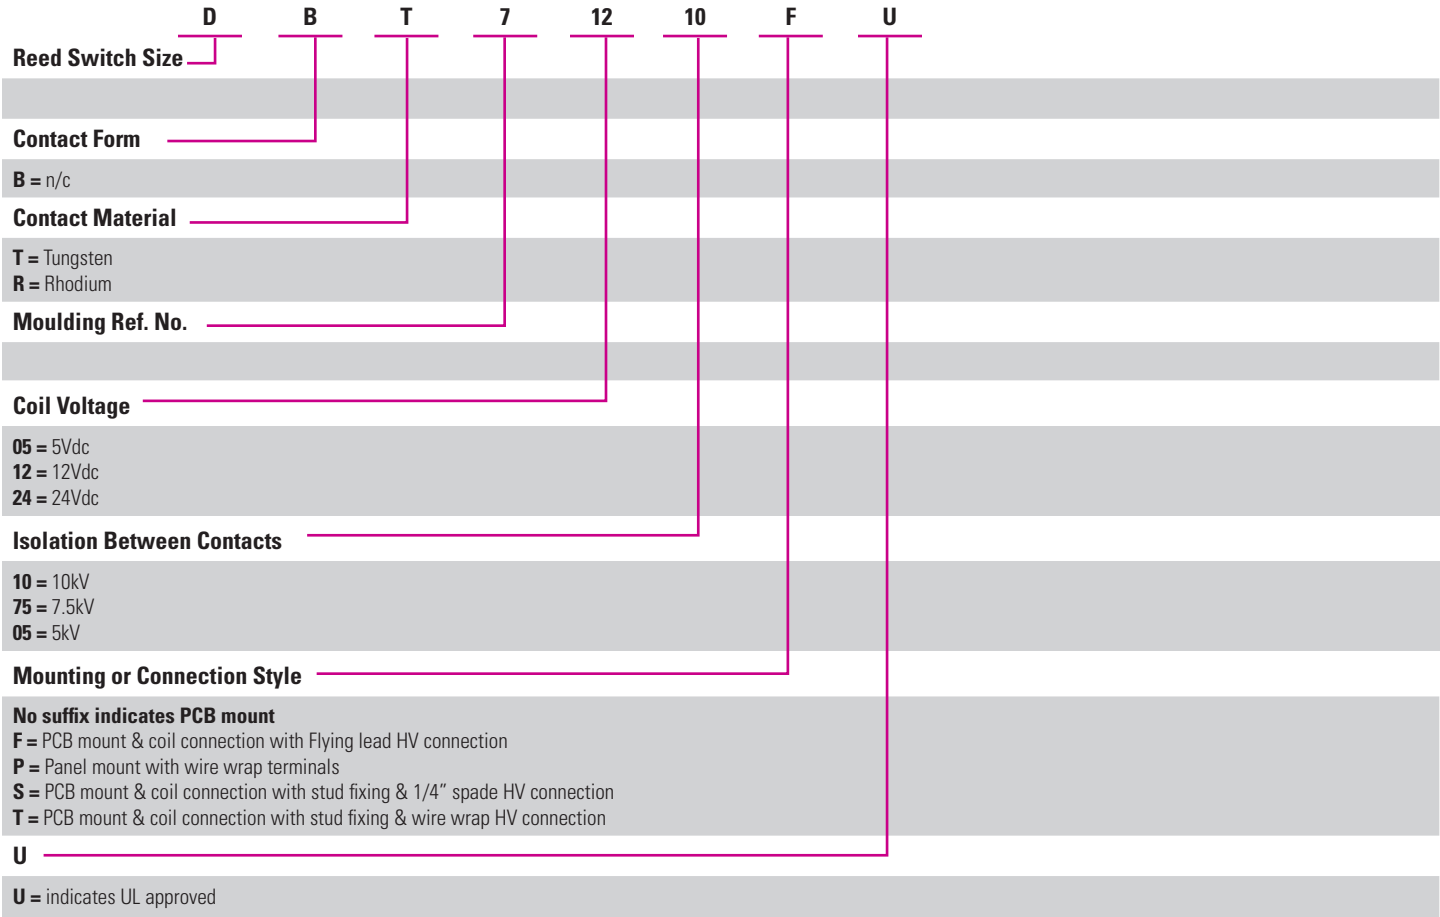 D B T 7 12 10 F U
Reed Switch Size
Contact Form
B = n/c
Contact Material
T = Tungsten
R = Rhodium
Moulding Ref. No.
Coil Voltage
05 = 5Vdc
12 = 12Vdc
24 = 24Vdc
Isolation Between Contacts
10 = 10kV
75 = 7.5kV
05 = 5kV
Mounting or Connection Style
No suffix indicates PCB mount
F = PCB mount & coil connection with Flying lead HV connection
P = Panel mount with wire wrap terminals
S = PCB mount & coil connection with stud fixing & 1/4” spade HV connection
T = PCB mount & coil connection with stud fixing & wire wrap HV connection
U
U = indicates UL approved